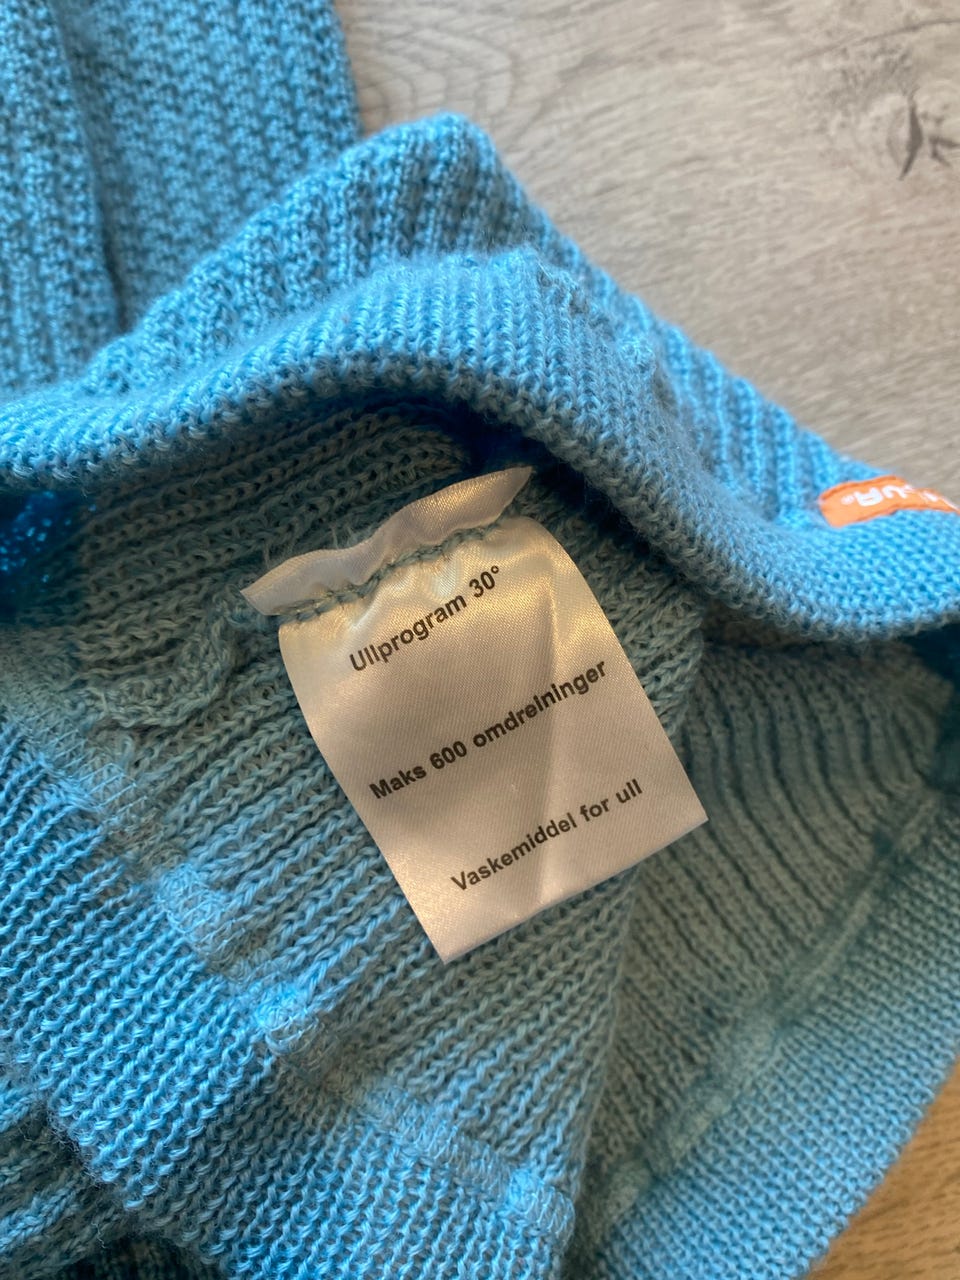 Ullprogram 30°
Maks 600 omdreininger
Vaskemiddel for ull